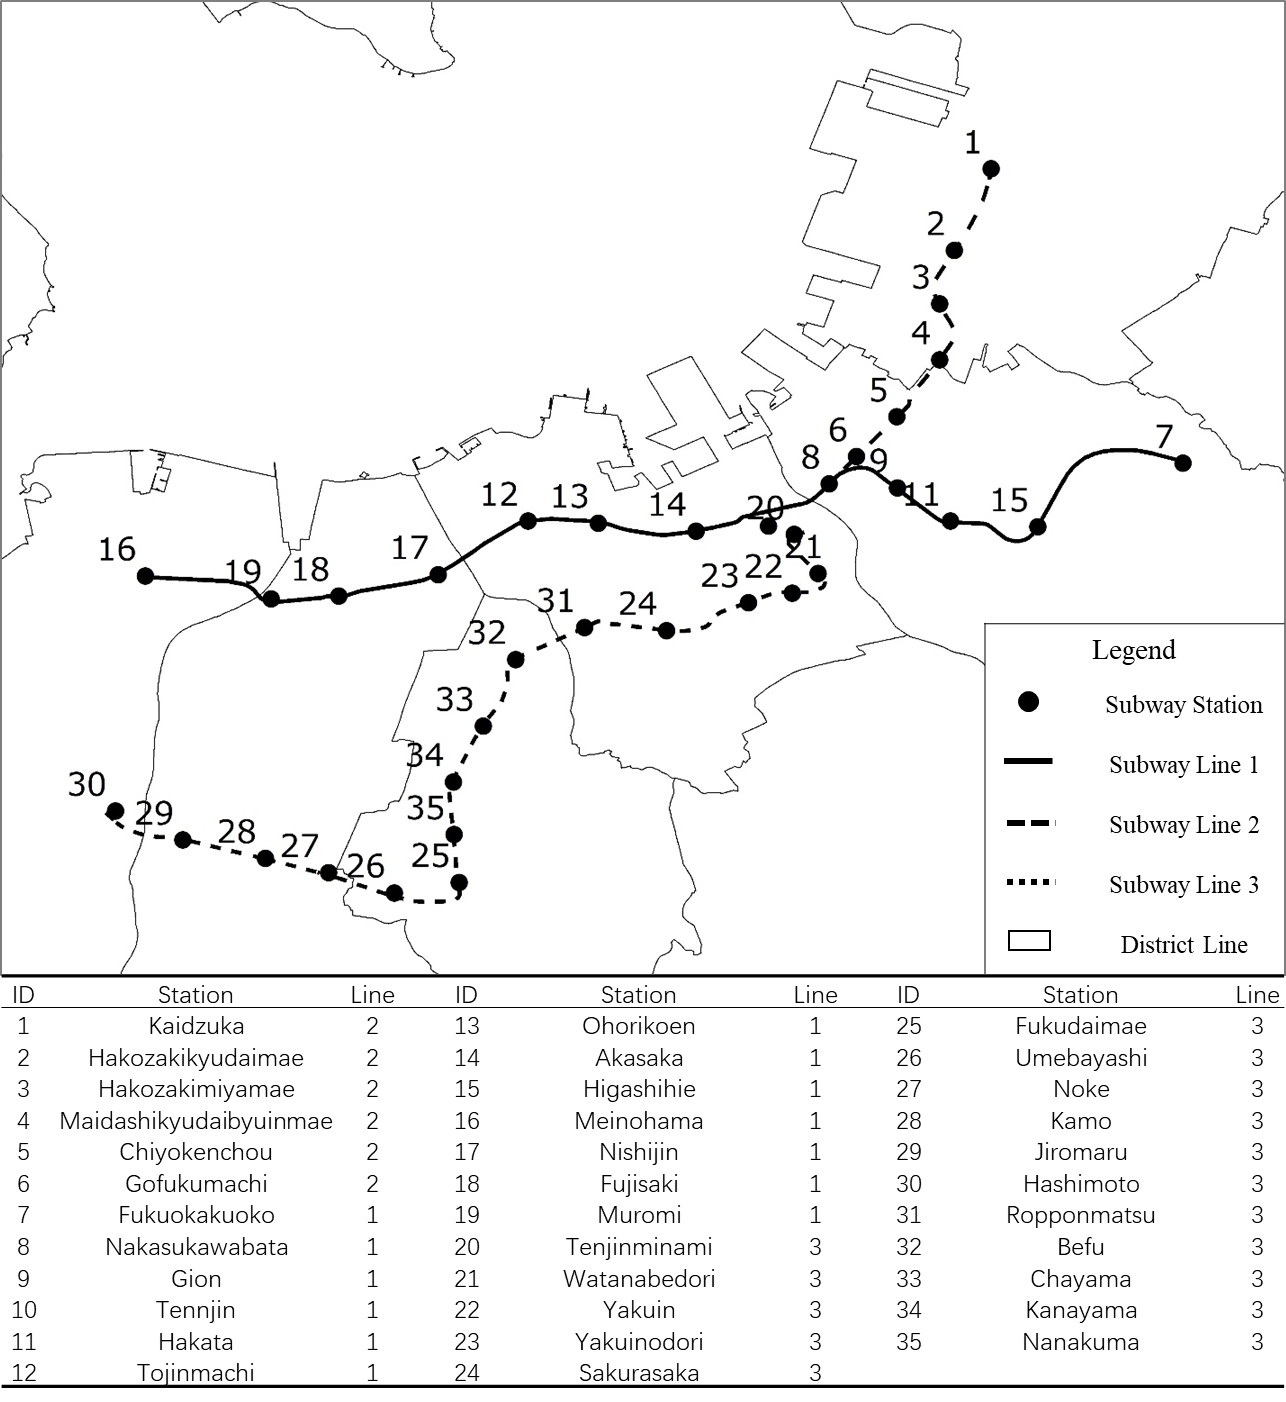 1
2
3
4
5
6
7
8
9
11
15
12
13
14
20
21
16
19
18
17
22
23
24
31
32
33
34
35
25
30
29
28
27
26
Legend
Subway Station
Subway Line 1
Subway Line 2
Subway Line 3
District Line
ID Station Line ID Station Line ID Station Line
1 Kaidzuka 2 13 Ohorikoen 1 25 Fukudaimae 3
2 Hakozakikyudaimae 2 14 Akasaka 1 26 Umebayashi 3
3 Hakozakimiyamae 2 15 Higashihie 1 27 Noke 3
4 Maidashikyudaibyuinmae 2 16 Meinohama 1 28 Kamo 3
5 Chiyokenchou 2 17 Nishijin 1 29 Jiromaru 3
6 Gofukumachi 2 18 Fujisaki 1 30 Hashimoto 3
7 Fukuokakuoko 1 19 Muromi 1 31 Ropponmatsu 3
8 Nakasukawabata 1 20 Tenjinminami 3 32 Befu 3
9 Gion 1 21 Watanabedori 3 33 Chayama 3
10 Tennjin 1 22 Yakuin 3 34 Kanayama 3
11 Hakata 1 23 Yakuinodori 3 35 Nanakuma 3
12 Tojinmachi 1 24 Sakurasaka 3